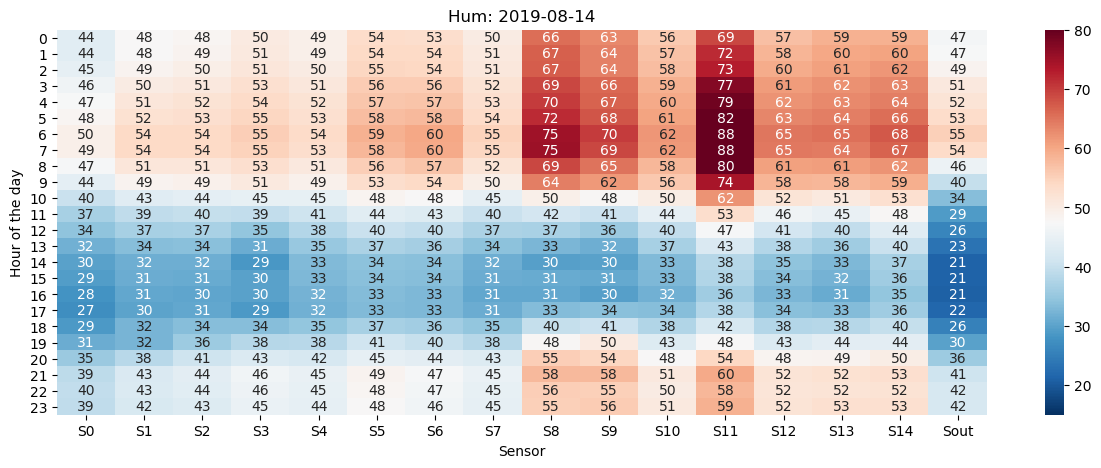 Hum: 2019-08-14
Hour of the day
0 44 48 48 50 49 54 53 50 66 63 56 69 57 59 59 47
1 44 48 49 51 49 54 54 51 67 64 57 72 58 60 60 47
2 45 49 50 51 50 55 54 51 67 64 58 73 60 61 62 49
3 46 50 51 53 51 56 56 52 69 66 59 77 61 62 63 51
4 47 51 52 54 52 57 57 53 70 67 60 79 62 63 64 52
5 48 52 53 55 53 58 58 54 72 68 61 82 63 64 66 53
6 50 54 54 55 54 59 60 55 75 70 62 88 65 65 68 55
7 49 54 54 55 53 58 60 55 75 69 62 88 65 64 67 54
8 47 51 51 53 51 56 57 52 69 65 58 80 61 61 62 46
9 44 49 49 51 49 53 54 50 64 62 56 74 58 58 59 40
10 40 43 44 45 45 48 48 45 50 48 50 62 52 51 53 34
11 37 39 40 39 41 44 43 40 42 41 44 53 46 45 48 29
12 34 37 37 35 38 40 40 37 37 36 40 47 41 40 44 26
13 32 34 34 31 35 37 36 34 33 32 37 43 38 36 40 23
14 30 32 32 29 33 34 34 32 30 30 33 38 35 33 37 21
15 29 31 31 30 33 34 34 31 31 31 33 38 34 32 36 21
16 28 31 30 30 32 33 33 31 31 30 32 36 33 31 35 21
17 27 30 31 29 32 33 33 31 33 34 34 38 34 33 36 22
18 29 32 34 34 35 37 36 35 40 41 38 42 38 38 40 26
19 31 32 36 38 38 41 40 38 48 50 43 48 43 44 44 30
20 35 38 41 43 42 45 44 43 55 54 48 54 48 49 50 36
21 39 43 44 46 45 49 47 45 58 58 51 60 52 52 53 41
22 40 43 44 46 45 48 47 45 56 55 50 58 52 52 52 42
23 39 42 43 45 44 48 46 45 55 56 51 59 52 53 53 42
S0 S1 S2 S3 S4 S5 S6 S7 S8 S9 S10 S11 S12 S13 S14 Sout
Sensor
80
70
60
50
40
30
20